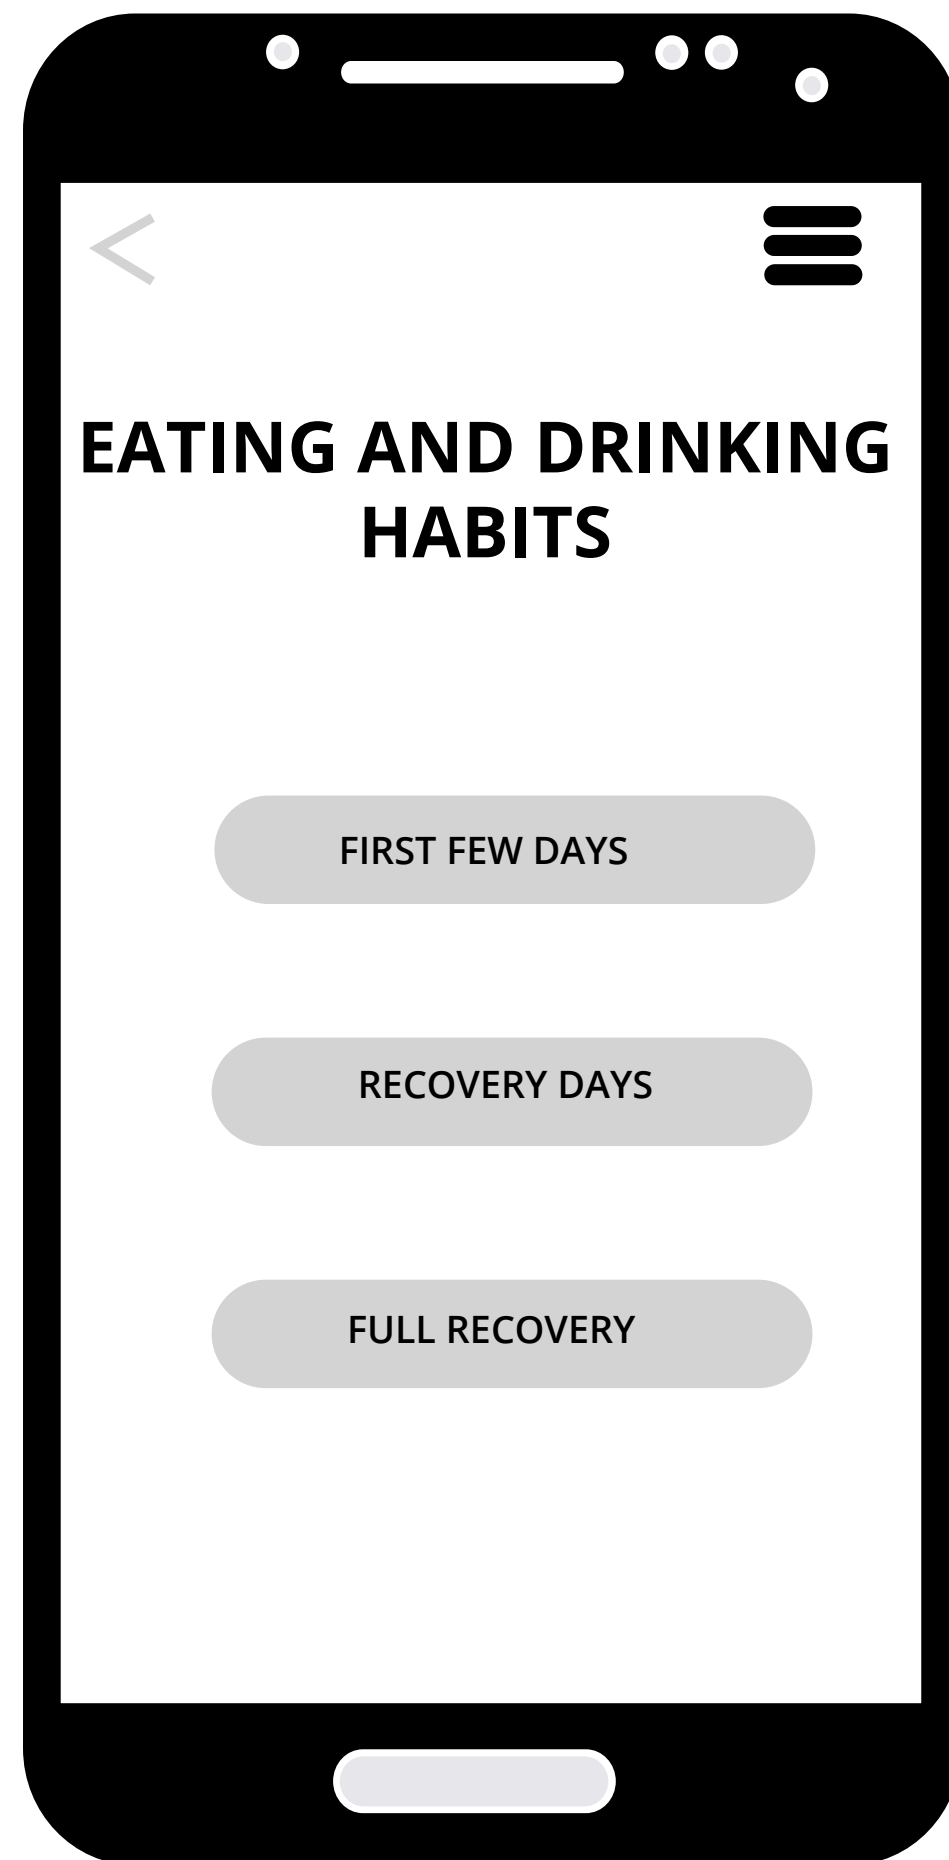 EATING AND DRINKING
HABITS
FIRST FEW DAYS
RECOVERY DAYS
FULL RECOVERY